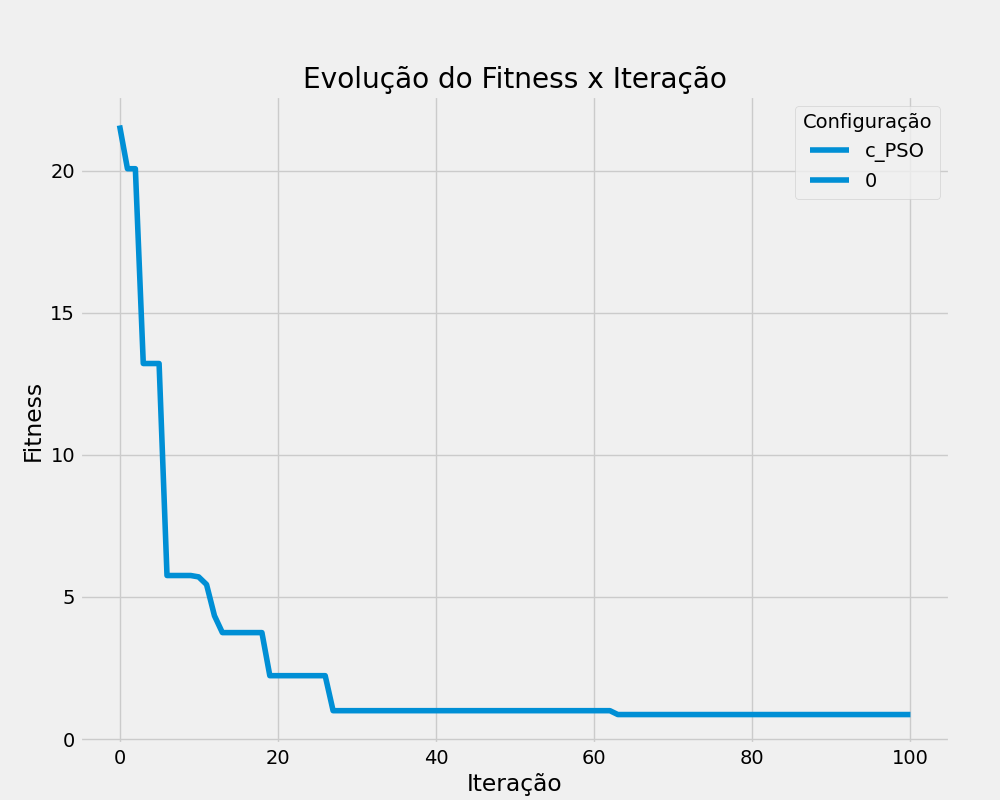 Evolução do Fitness x Iteração
Configuração
c_PSO
0
Fitness
20
15
10
5
0
0 20 40 60 80 100
Iteração